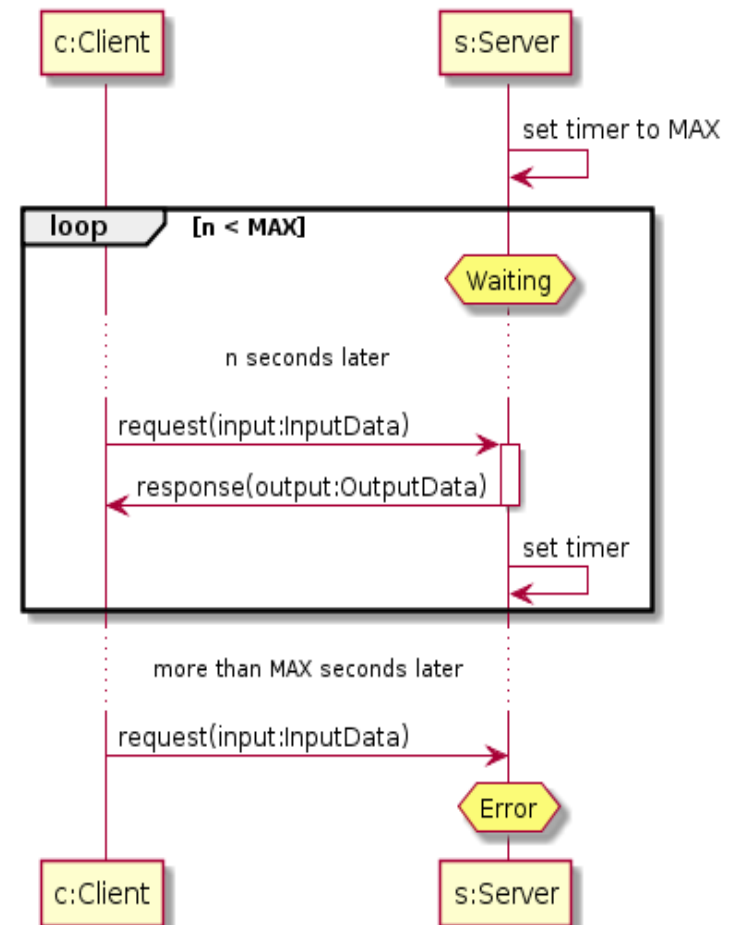 c:Client
s:Server
set timer to MAX
loop
[n < MAX]
Waiting
n seconds later
request(input:InputData)
response(output:OutputData)
set timer
more than MAX seconds later
request(input:InputData)
Error
c:Client
s:Server